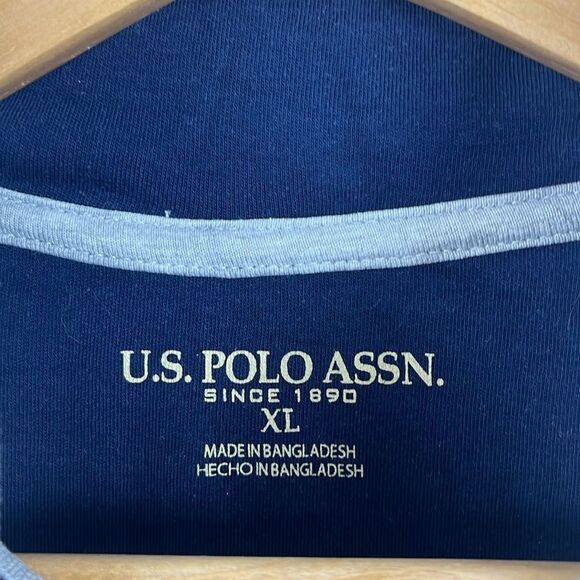 U.S. POLO ASSN.
SINCE 1890
XL
MADE IN BANGLADESH
HECHO IN BANGLADESH